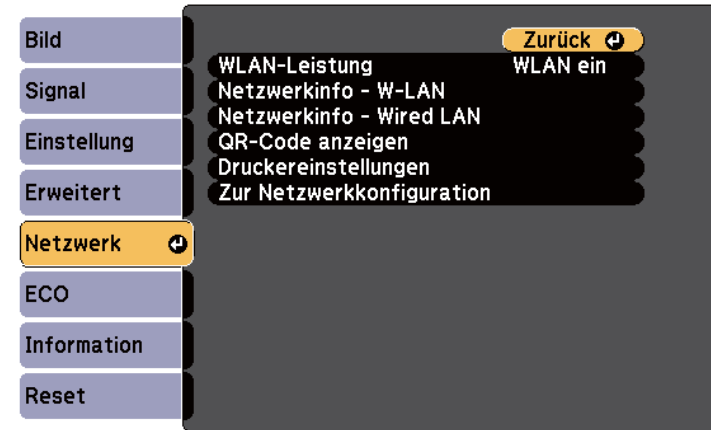 Bild
Signal
Einstellung
Erweitert
Netzwerk
ECO
Information
Reset
Zurück
WLAN-Leistung WLAN ein
Netzwerkinfo - W-LAN
Netzwerkinfo - Wired LAN
QR-Code anzeigen
Druckereinstellungen
Zur Netzwerkkonfiguration